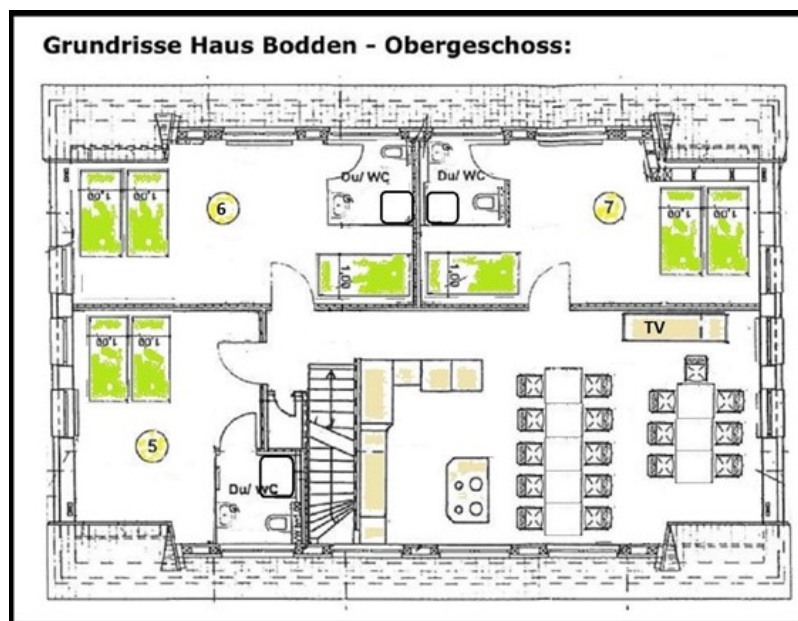 Grundrisse Haus Bodden - Obergeschoss:
Du/ WC
Du/ WC
1,00
1,00
6
7
1,00
1,00
1,00
1,00
TV
1,00
1,00
5
Du/ WC